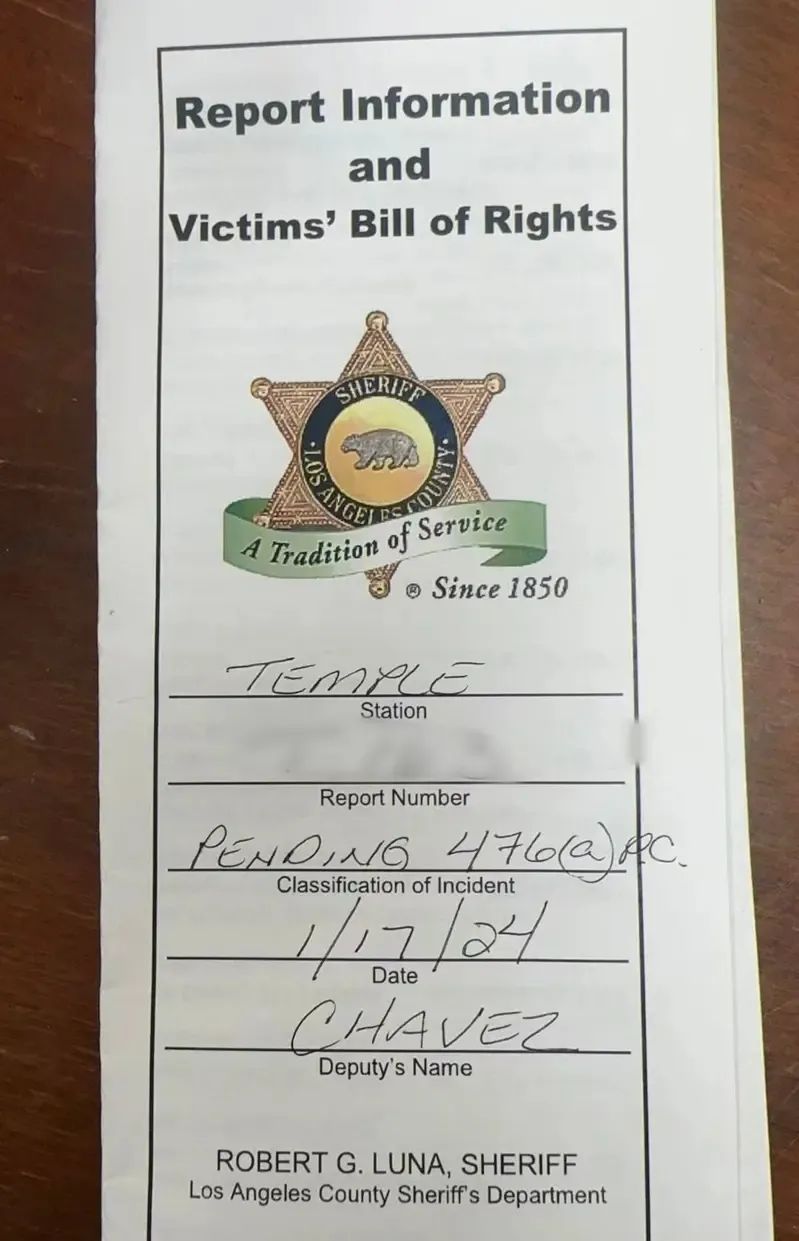 Report Information
and
Victims' Bill of Rights
SHERIFF
LOS ANGELES COUNTY
A Tradition of Service
® Since 1850
TEMPLE
Station
Report Number
PENDING 476(a) P.C.
Classification of Incident
1/17/24
Date
CHAVEZ
Deputy's Name
ROBERT G. LUNA, SHERIFF
Los Angeles County Sheriff's Department